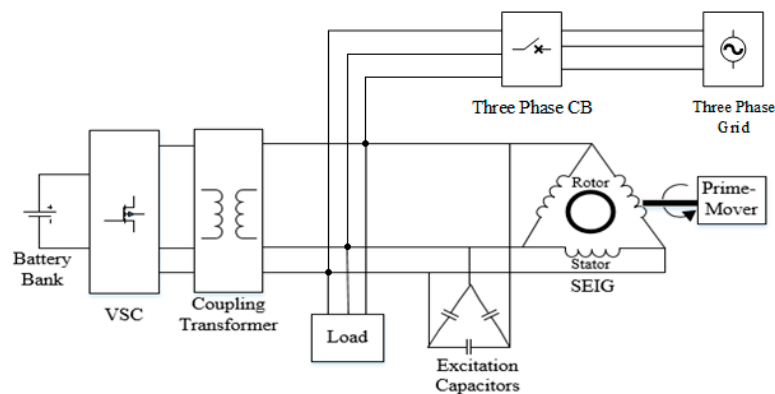 Three Phase CB
Three Phase
Grid
Rotor
Prime-
Mover
Battery
Bank
VSC
Coupling
Transformer
Load
Stator
SEIG
Excitation
Capacitors